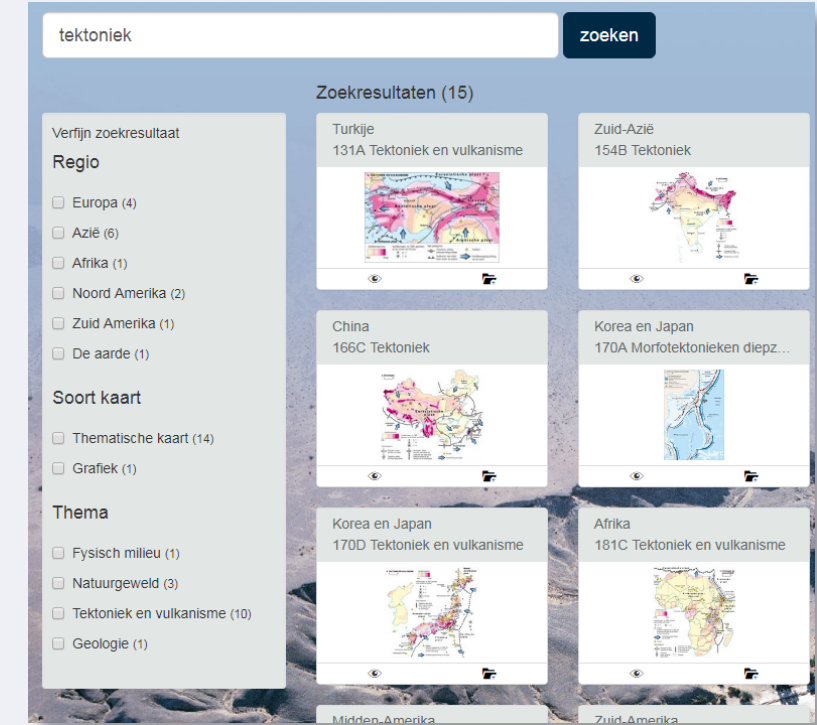 tektoniek
zoeken
Zoekresultaten (15)
Verfijn zoekresultaat
Regio
Europa (4)
Azië (6)
Afrika (1)
Noord Amerika (2)
Zuid Amerika (1)
De aarde (1)
Soort kaart
Thematische kaart (14)
Grafiek (1)
Thema
Fysisch milieu (1)
Natuurgeweld (3)
Tektoniek en vulkanisme (10)
Geologie (1)
Turkije
131A Tektoniek en vulkanisme
Zuid-Azië
154B Tektoniek
China
166C Tektoniek
Korea en Japan
170A Morfotektonieken diepz...
Korea en Japan
170D Tektoniek en vulkanisme
Afrika
181C Tektoniek en vulkanisme
Midden-Amerika
Zuid-Amerika